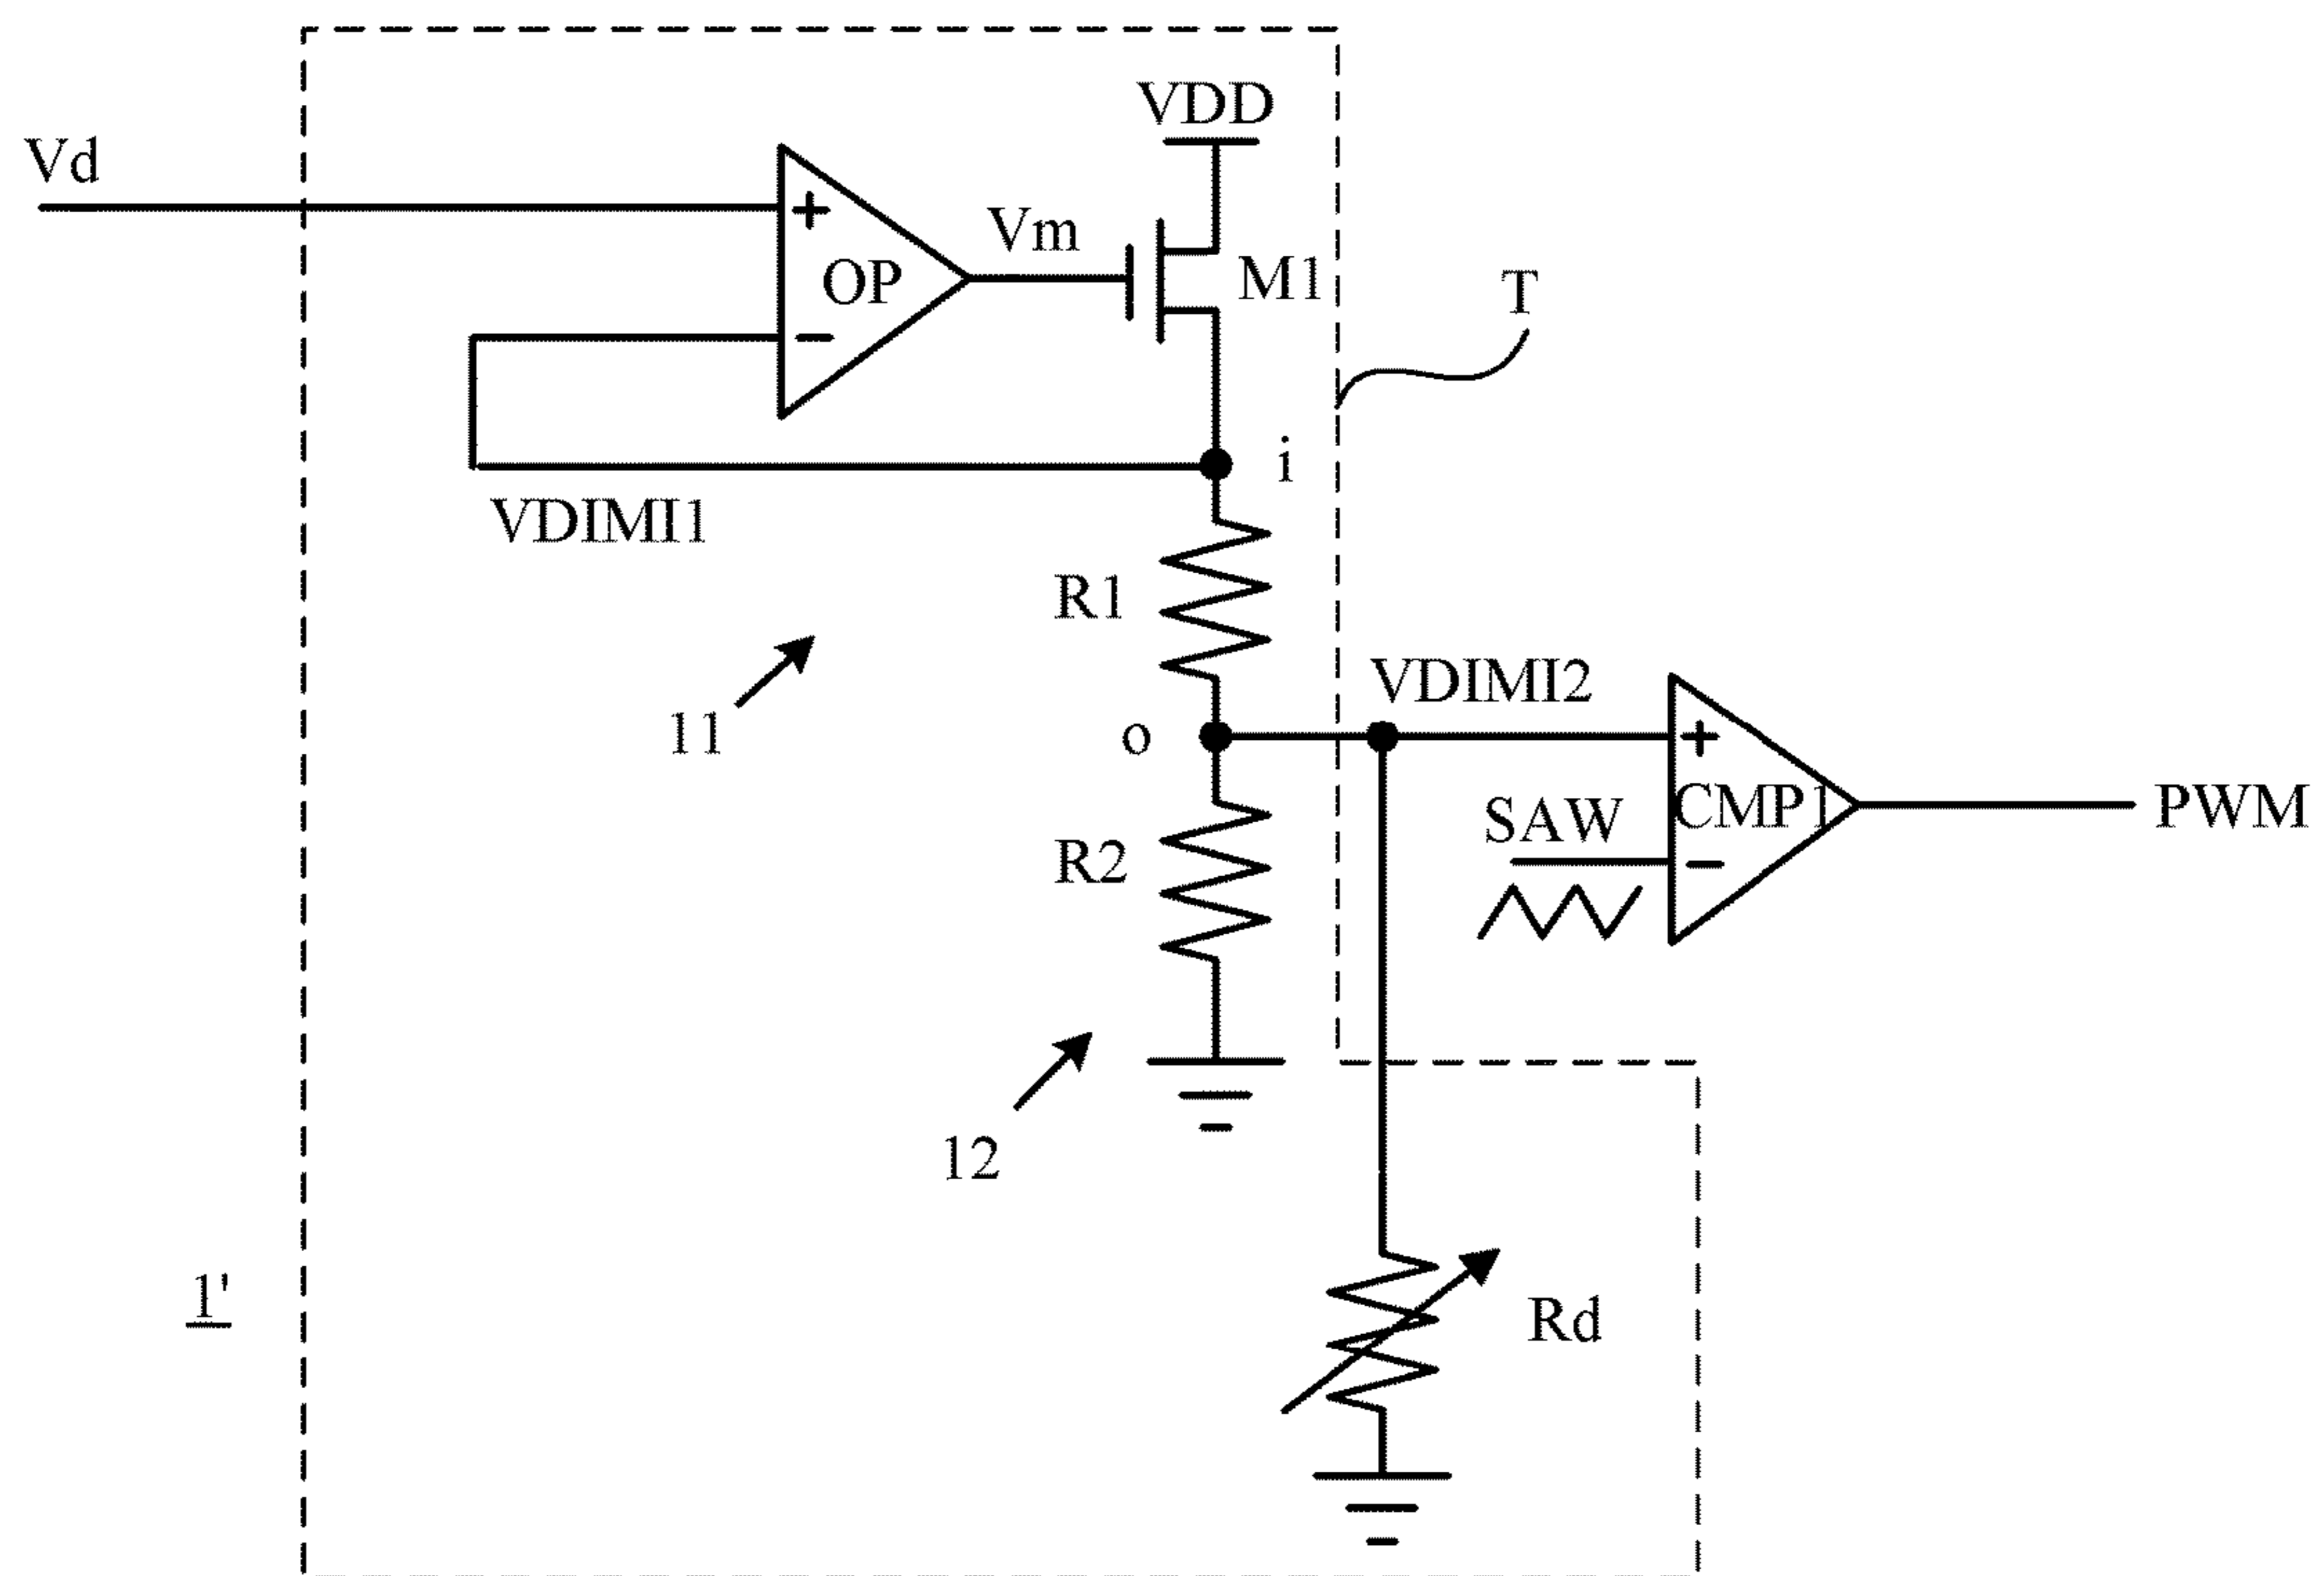 VDD
Vd
+
Vm
OP
M1
T
−
i
VDIMI1
R1
VDIMI2
11
o
+
SAW
CMP1
PWM
R2
−
12
1'
Rd